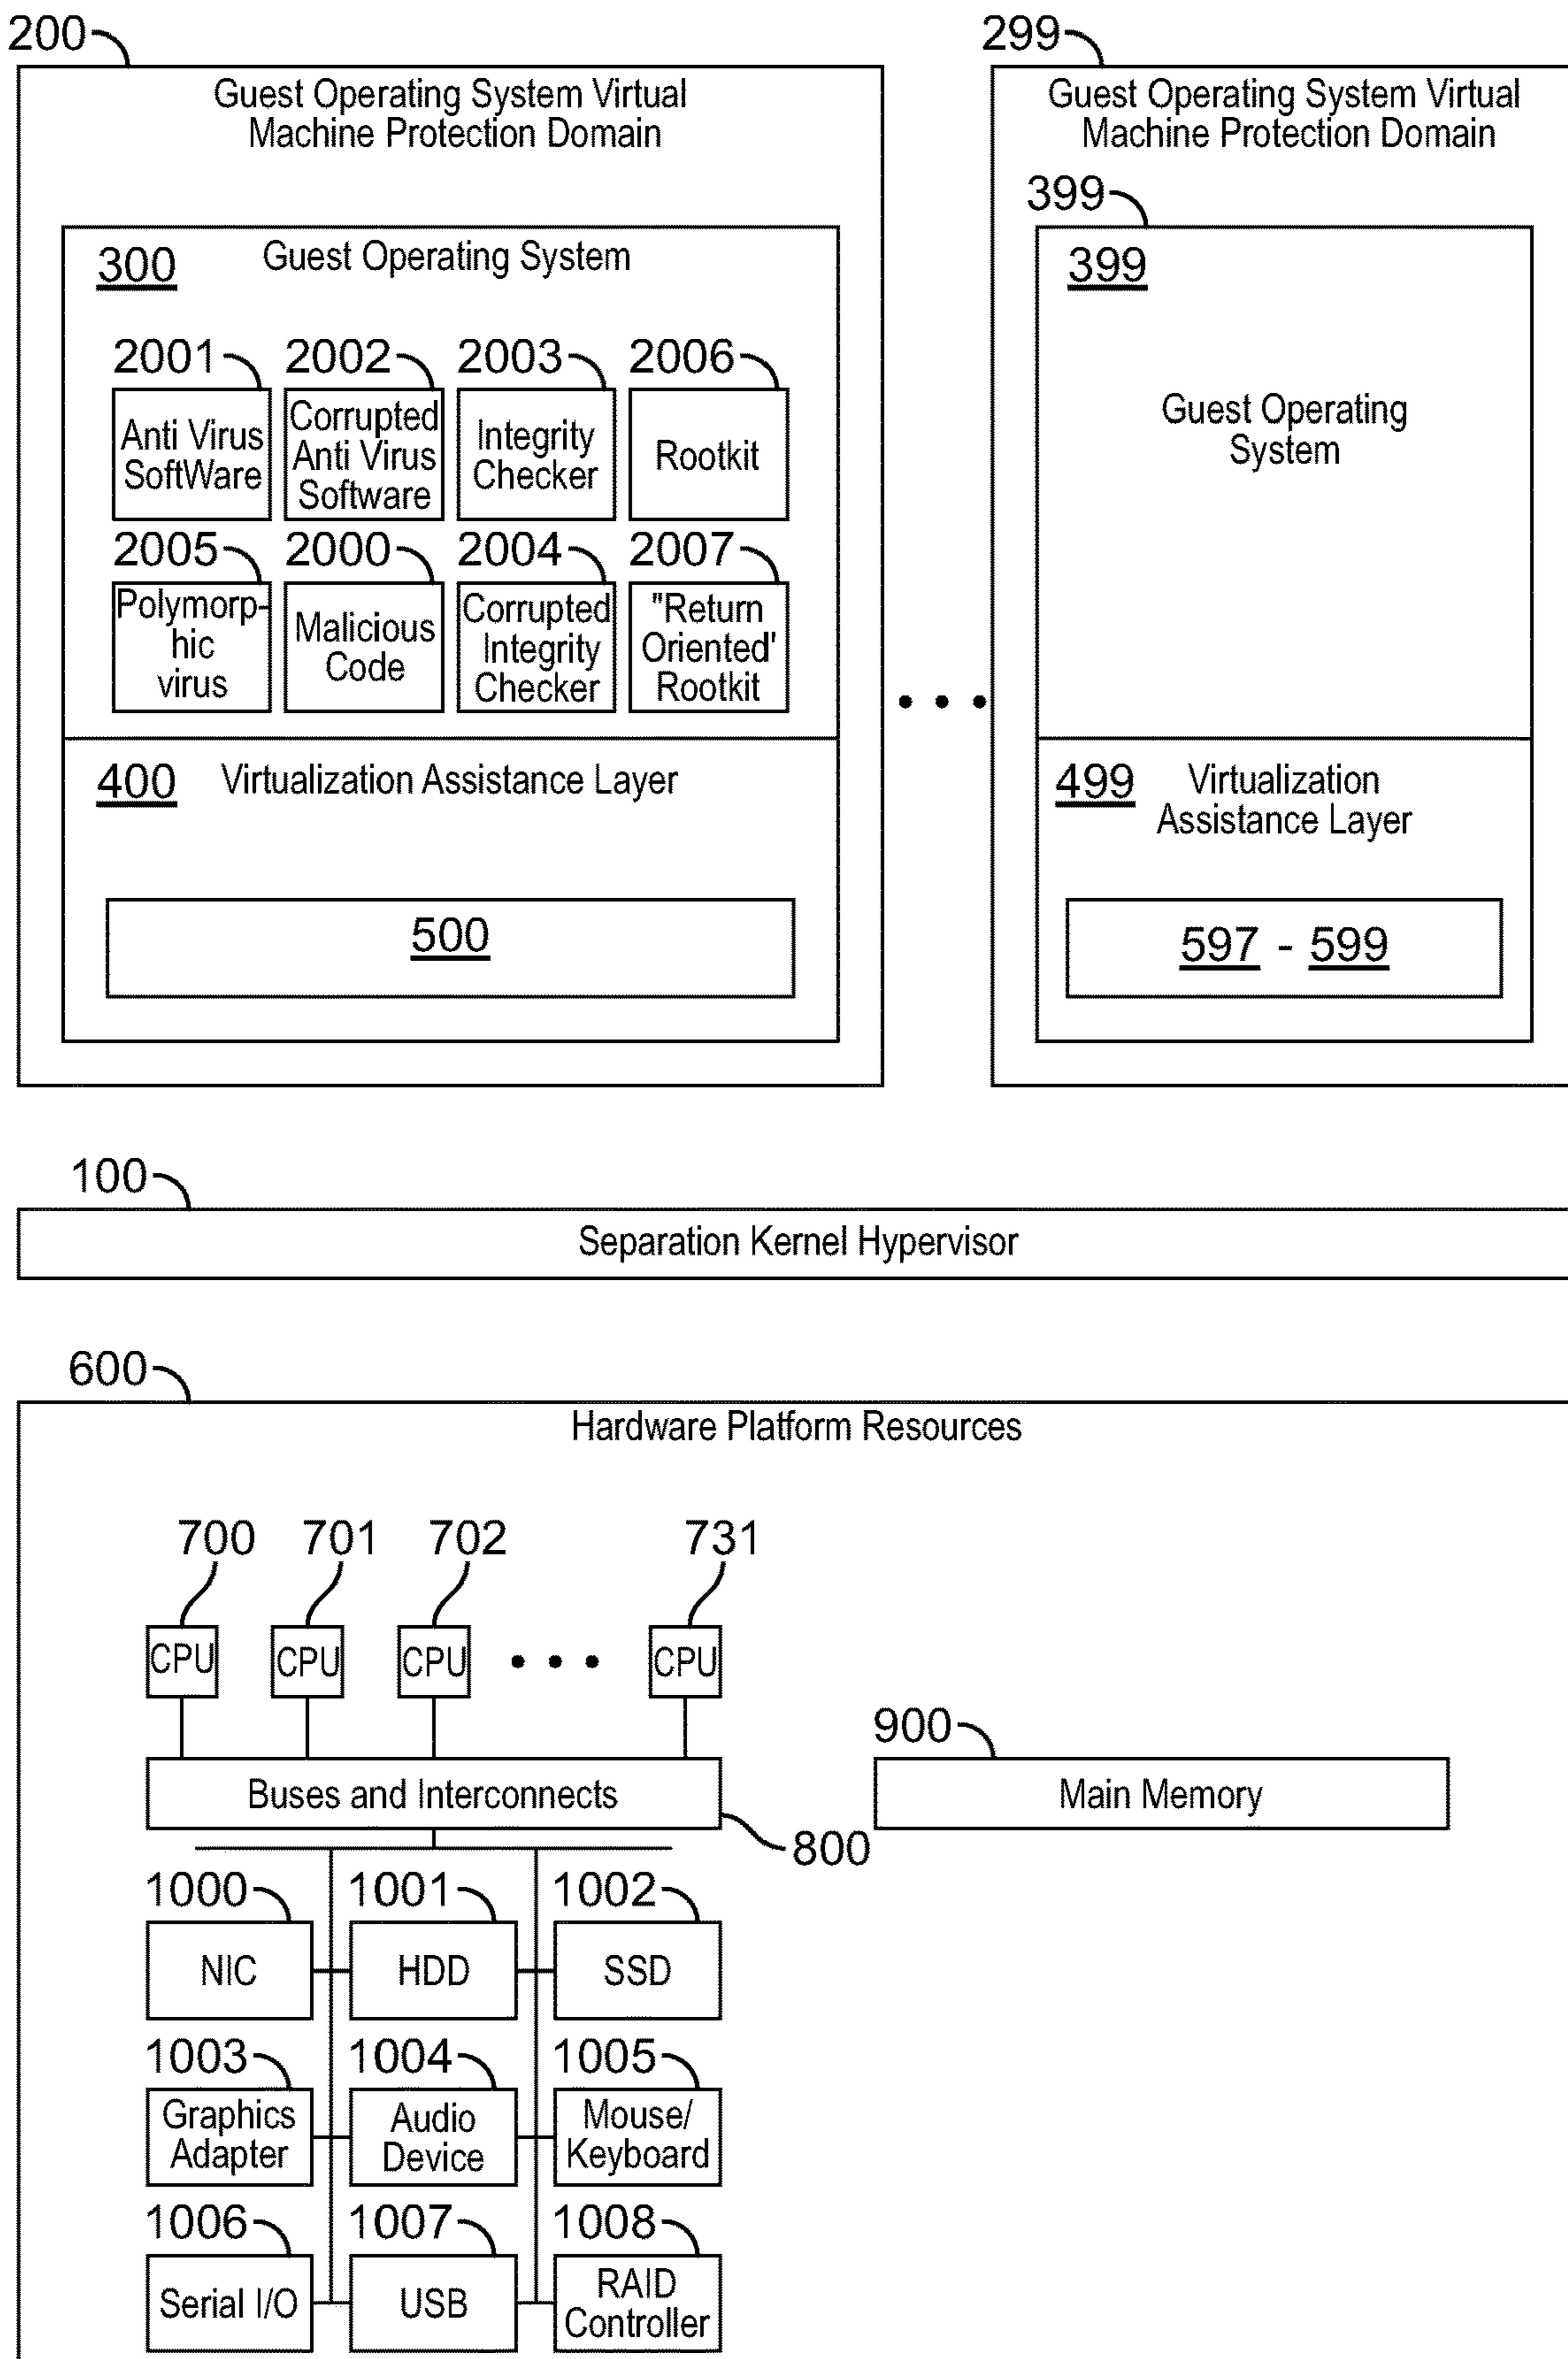 200
299
Guest Operating System Virtual
Machine Protection Domain
Guest Operating System Virtual
Machine Protection Domain
399
300
Guest Operating System
399
2001
2002
2003
2006
Anti Virus
SoftWare
Corrupted
Anti Virus
Software
Integrity
Checker
Rootkit
Guest Operating
System
2005
2000
2004
2007
Polymorp-
hic
virus
Malicious
Code
Corrupted
Integrity
Checker
"Return
Oriented'
Rootkit
400
Virtualization Assistance Layer
499
Virtualization
Assistance Layer
500
597 - 599
100
Separation Kernel Hypervisor
600
Hardware Platform Resources
700
701
702
731
CPU
CPU
CPU
CPU
900
Buses and Interconnects
Main Memory
800
1000
1001
1002
NIC
HDD
SSD
1003
1004
1005
Graphics
Adapter
Audio
Device
Mouse/
Keyboard
1006
1007
1008
Serial I/O
USB
RAID
Controller